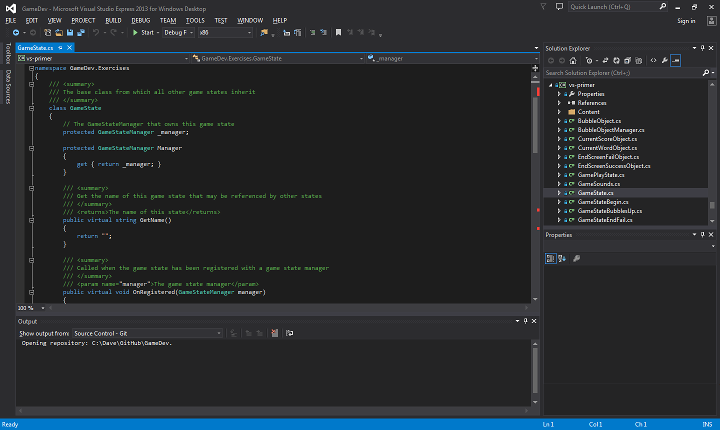 GameDev - Microsoft Visual Studio Express 2013 for Windows Desktop
Quick Launch (Ctrl+Q)
FILE EDIT VIEW PROJECT BUILD DEBUG TEAM TOOLS TEST WINDOW HELP
Sign in
Start Debug F x86
Toolbox
Data Sources
GameState.cs
vs-primer
GameDev.Exercises.GameState
_manager
namespace GameDev.Exercises
{
/// <summary>
/// The base class from which all other game states inherit
/// </summary>
class GameState
{
// The GameStateManager that owns this game state
protected GameStateManager _manager;
protected GameStateManager Manager
{
get { return _manager; }
}
/// <summary>
/// Get the name of this game state that may be referenced by other states
/// </summary>
/// <returns>The name of this state</returns>
public virtual string GetName()
{
return "";
}
/// <summary>
/// Called when the game state has been registered with a game state manager
/// </summary>
/// <param name="manager">The game state manager</param>
public virtual void OnRegistered(GameStateManager manager)
{
100 %
Output
Show output from: Source Control - Git
Opening repository: C:\Dave\GitHub\GameDev.
Solution Explorer
Search Solution Explorer (Ctrl+;)
vs-primer
Properties
References
Content
BubbleObject.cs
BubbleObjectManager.cs
CurrentScoreObject.cs
CurrentWordObject.cs
EndScreenFailObject.cs
EndScreenSuccessObject.cs
GamePlayState.cs
GameSounds.cs
GameState.cs
GameStateBegin.cs
GameStateBubblesUp.cs
GameStateEndFail.cs
Properties
Ready
Ln 1 Col 1 Ch 1 INS